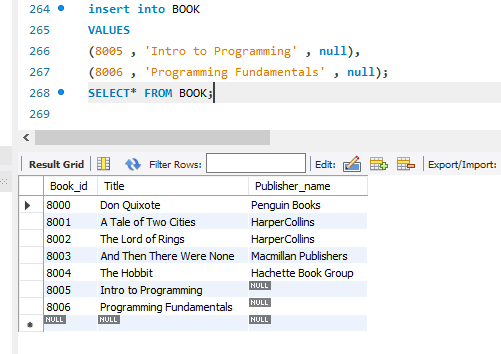 264 insert into BOOK
265 VALUES
266 (8005 , 'Intro to Programming' , null),
267 (8006 , 'Programming Fundamentals' , null);
268 SELECT* FROM BOOK;
269
Result Grid Filter Rows: Edit: Export/Import:
Book_id Title Publisher_name
8000 Don Quixote Penguin Books
8001 A Tale of Two Cities HarperCollins
8002 The Lord of Rings HarperCollins
8003 And Then There Were None Macmillan Publishers
8004 The Hobbit Hachette Book Group
8005 Intro to Programming NULL
8006 Programming Fundamentals NULL
NULL NULL NULL